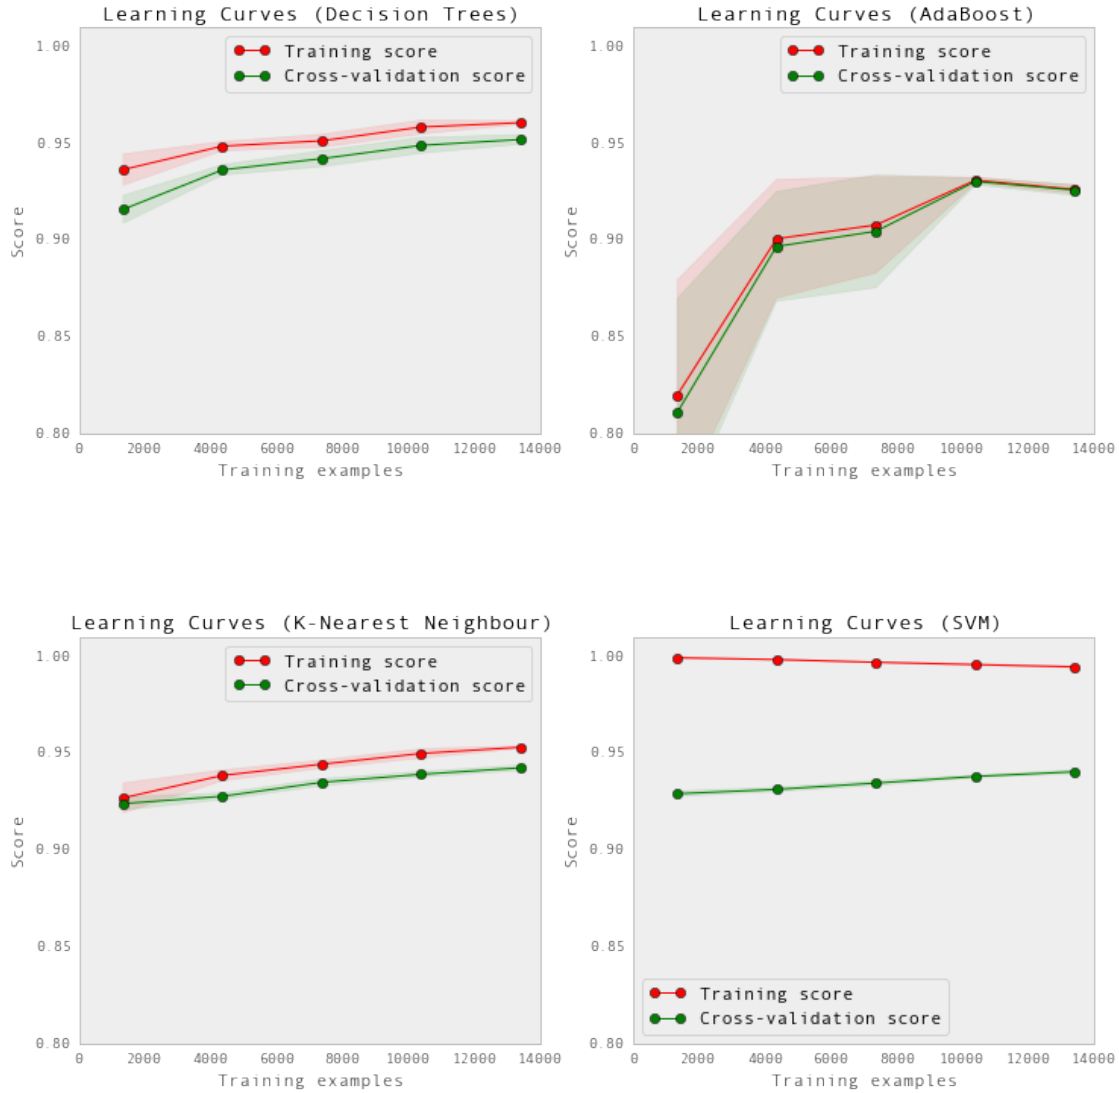 Learning Curves (Decision Trees)
Training score
Cross-validation score
1.00
0.95
0.90
0.85
0.80
Score
0 2000 4000 6000 8000 10000 12000 14000
Training examples
Learning Curves (AdaBoost)
Training score
Cross-validation score
1.00
0.95
0.90
0.85
0.80
Score
0 2000 4000 6000 8000 10000 12000 14000
Training examples
Learning Curves (K-Nearest Neighbour)
Training score
Cross-validation score
1.00
0.95
0.90
0.85
0.80
Score
0 2000 4000 6000 8000 10000 12000 14000
Training examples
Learning Curves (SVM)
1.00
0.95
0.90
0.85
0.80
Score
Training score
Cross-validation score
0 2000 4000 6000 8000 10000 12000 14000
Training examples